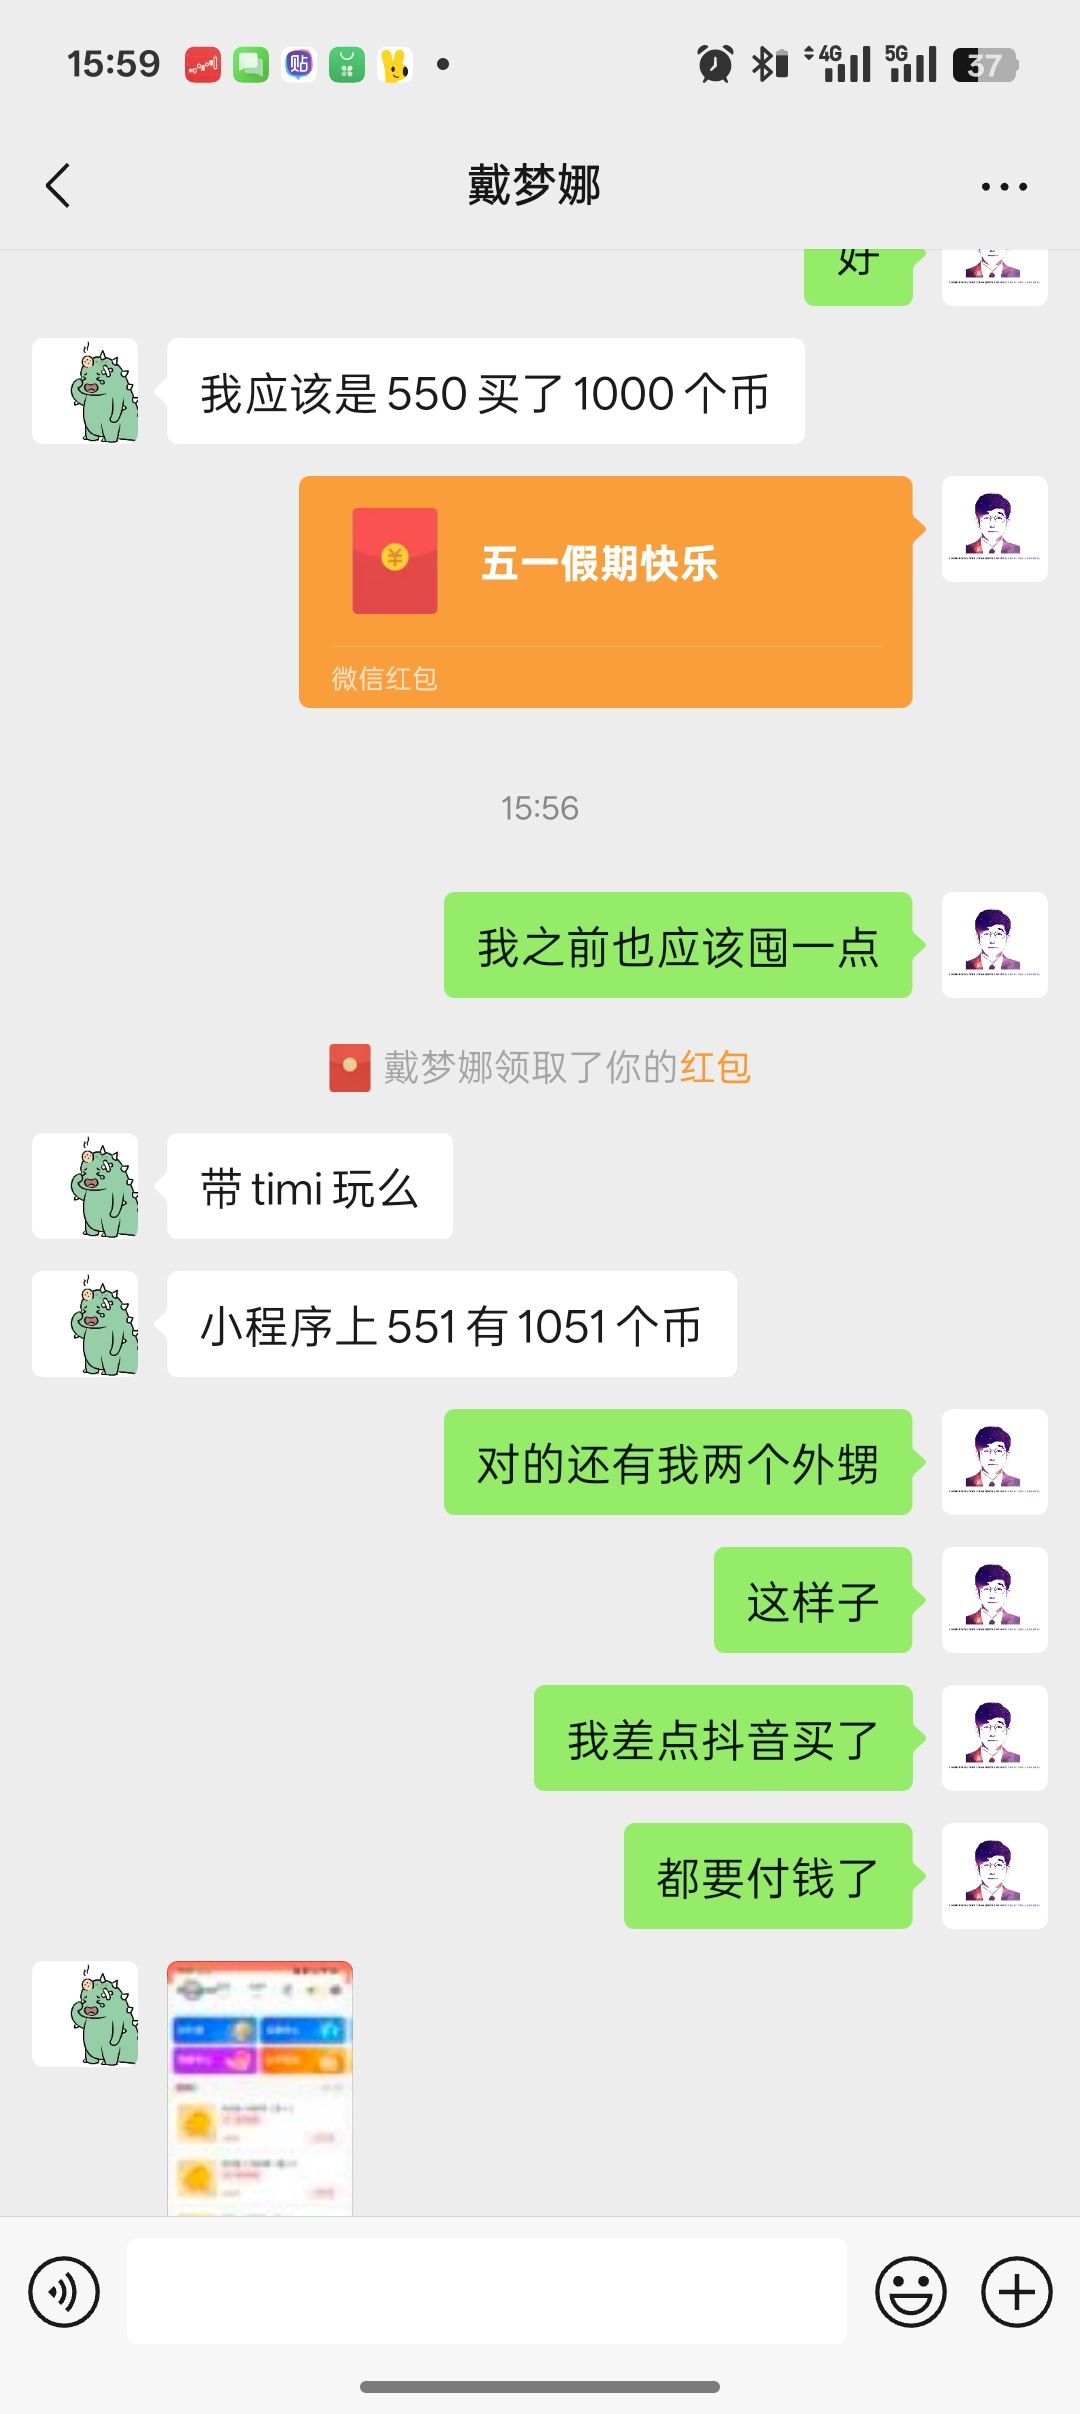 15:59
贴
4G
5G
37
戴梦娜
好
我应该是550买了1000个币
五一假期快乐
微信红包
15:56
我之前也应该囤一点
戴梦娜领取了你的红包
带timi玩么
小程序上551有1051个币
对的还有我两个外甥
这样子
我差点抖音买了
都要付钱了